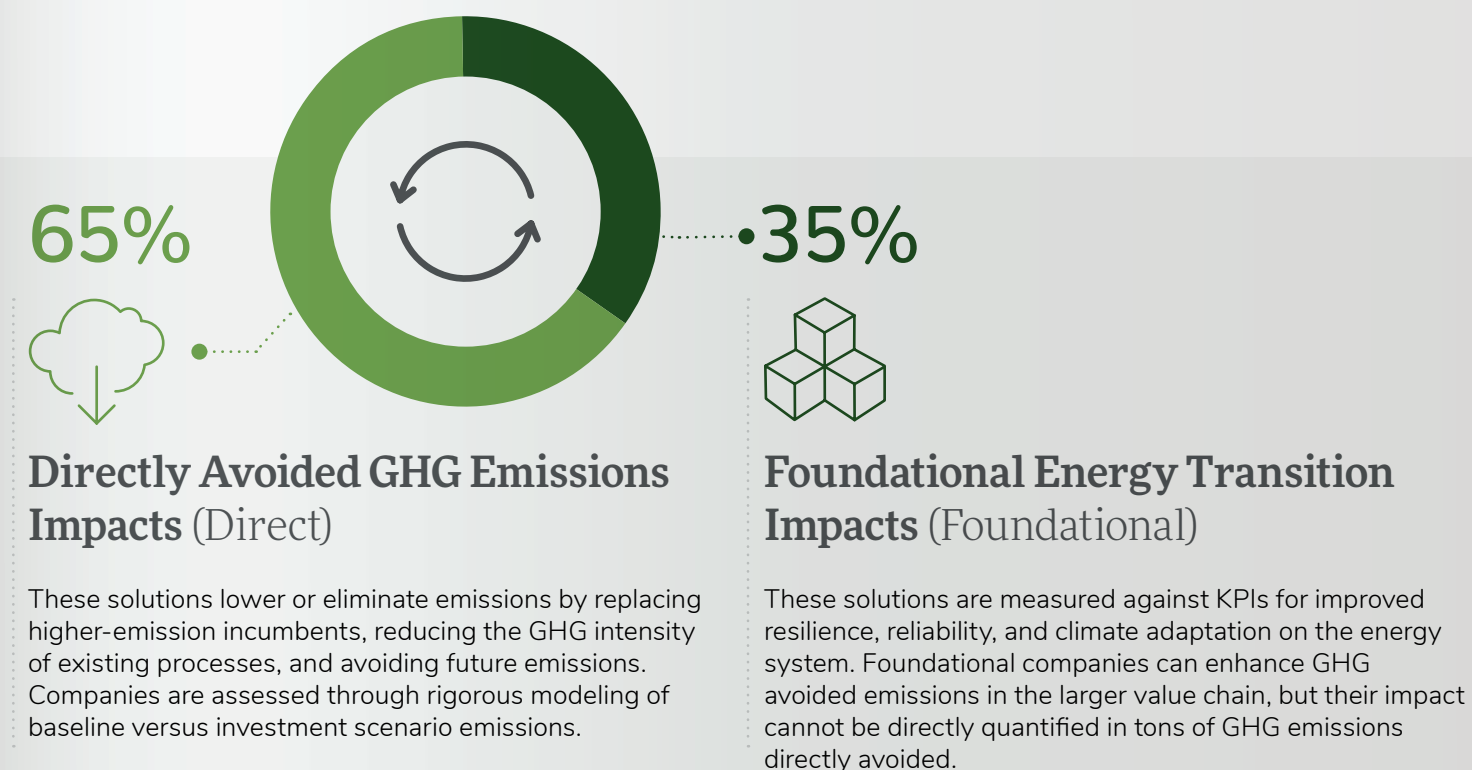 65%
Directly Avoided GHG Emissions
Impacts (Direct)
These solutions lower or eliminate emissions by replacing
higher-emission incumbents, reducing the GHG intensity
of existing processes, and avoiding future emissions.
Companies are assessed through rigorous modeling of
baseline versus investment scenario emissions.
35%
Foundational Energy Transition
Impacts (Foundational)
These solutions are measured against KPIs for improved
resilience, reliability, and climate adaptation on the energy
system. Foundational companies can enhance GHG
avoided emissions in the larger value chain, but their impact
cannot be directly quantified in tons of GHG emissions
directly avoided.